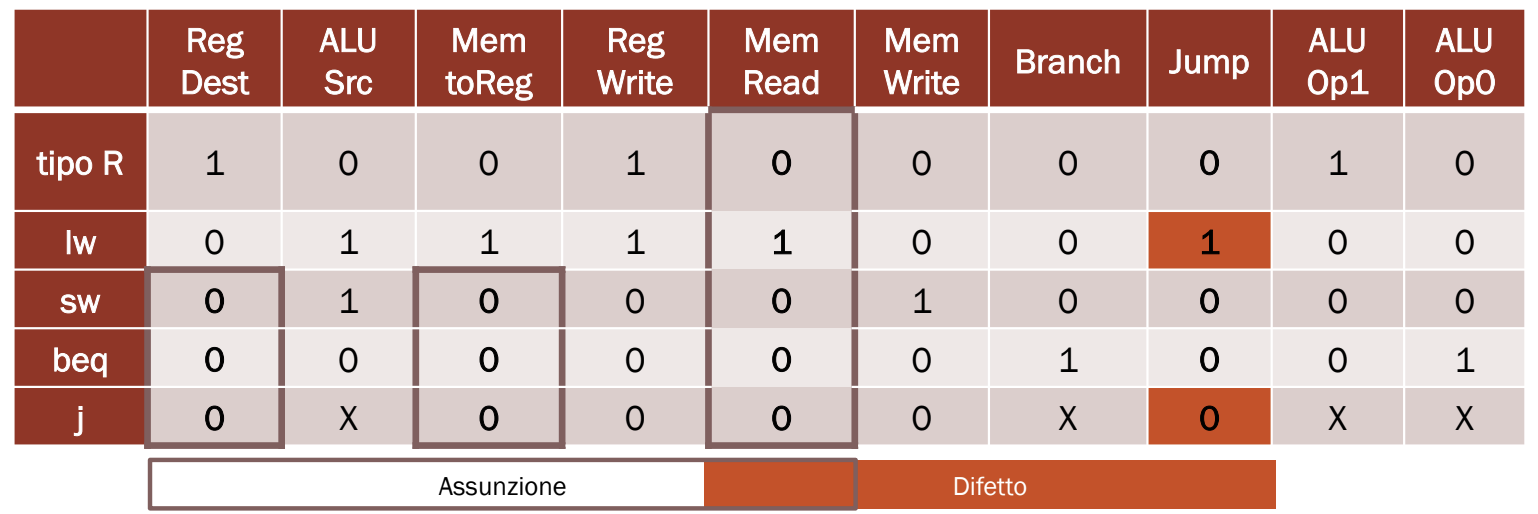 Reg Dest ALU Src Mem toReg Reg Write Mem Read Mem Write Branch Jump ALU Op1 ALU Op0
tipo R 1 0 0 1 0 0 0 0 1 0
lw 0 1 1 1 1 0 0 1 0 0
sw 0 1 0 0 0 1 0 0 0 0
beq 0 0 0 0 0 0 1 0 0 1
j 0 X 0 0 0 0 X 0 X X
Assunzione Difetto